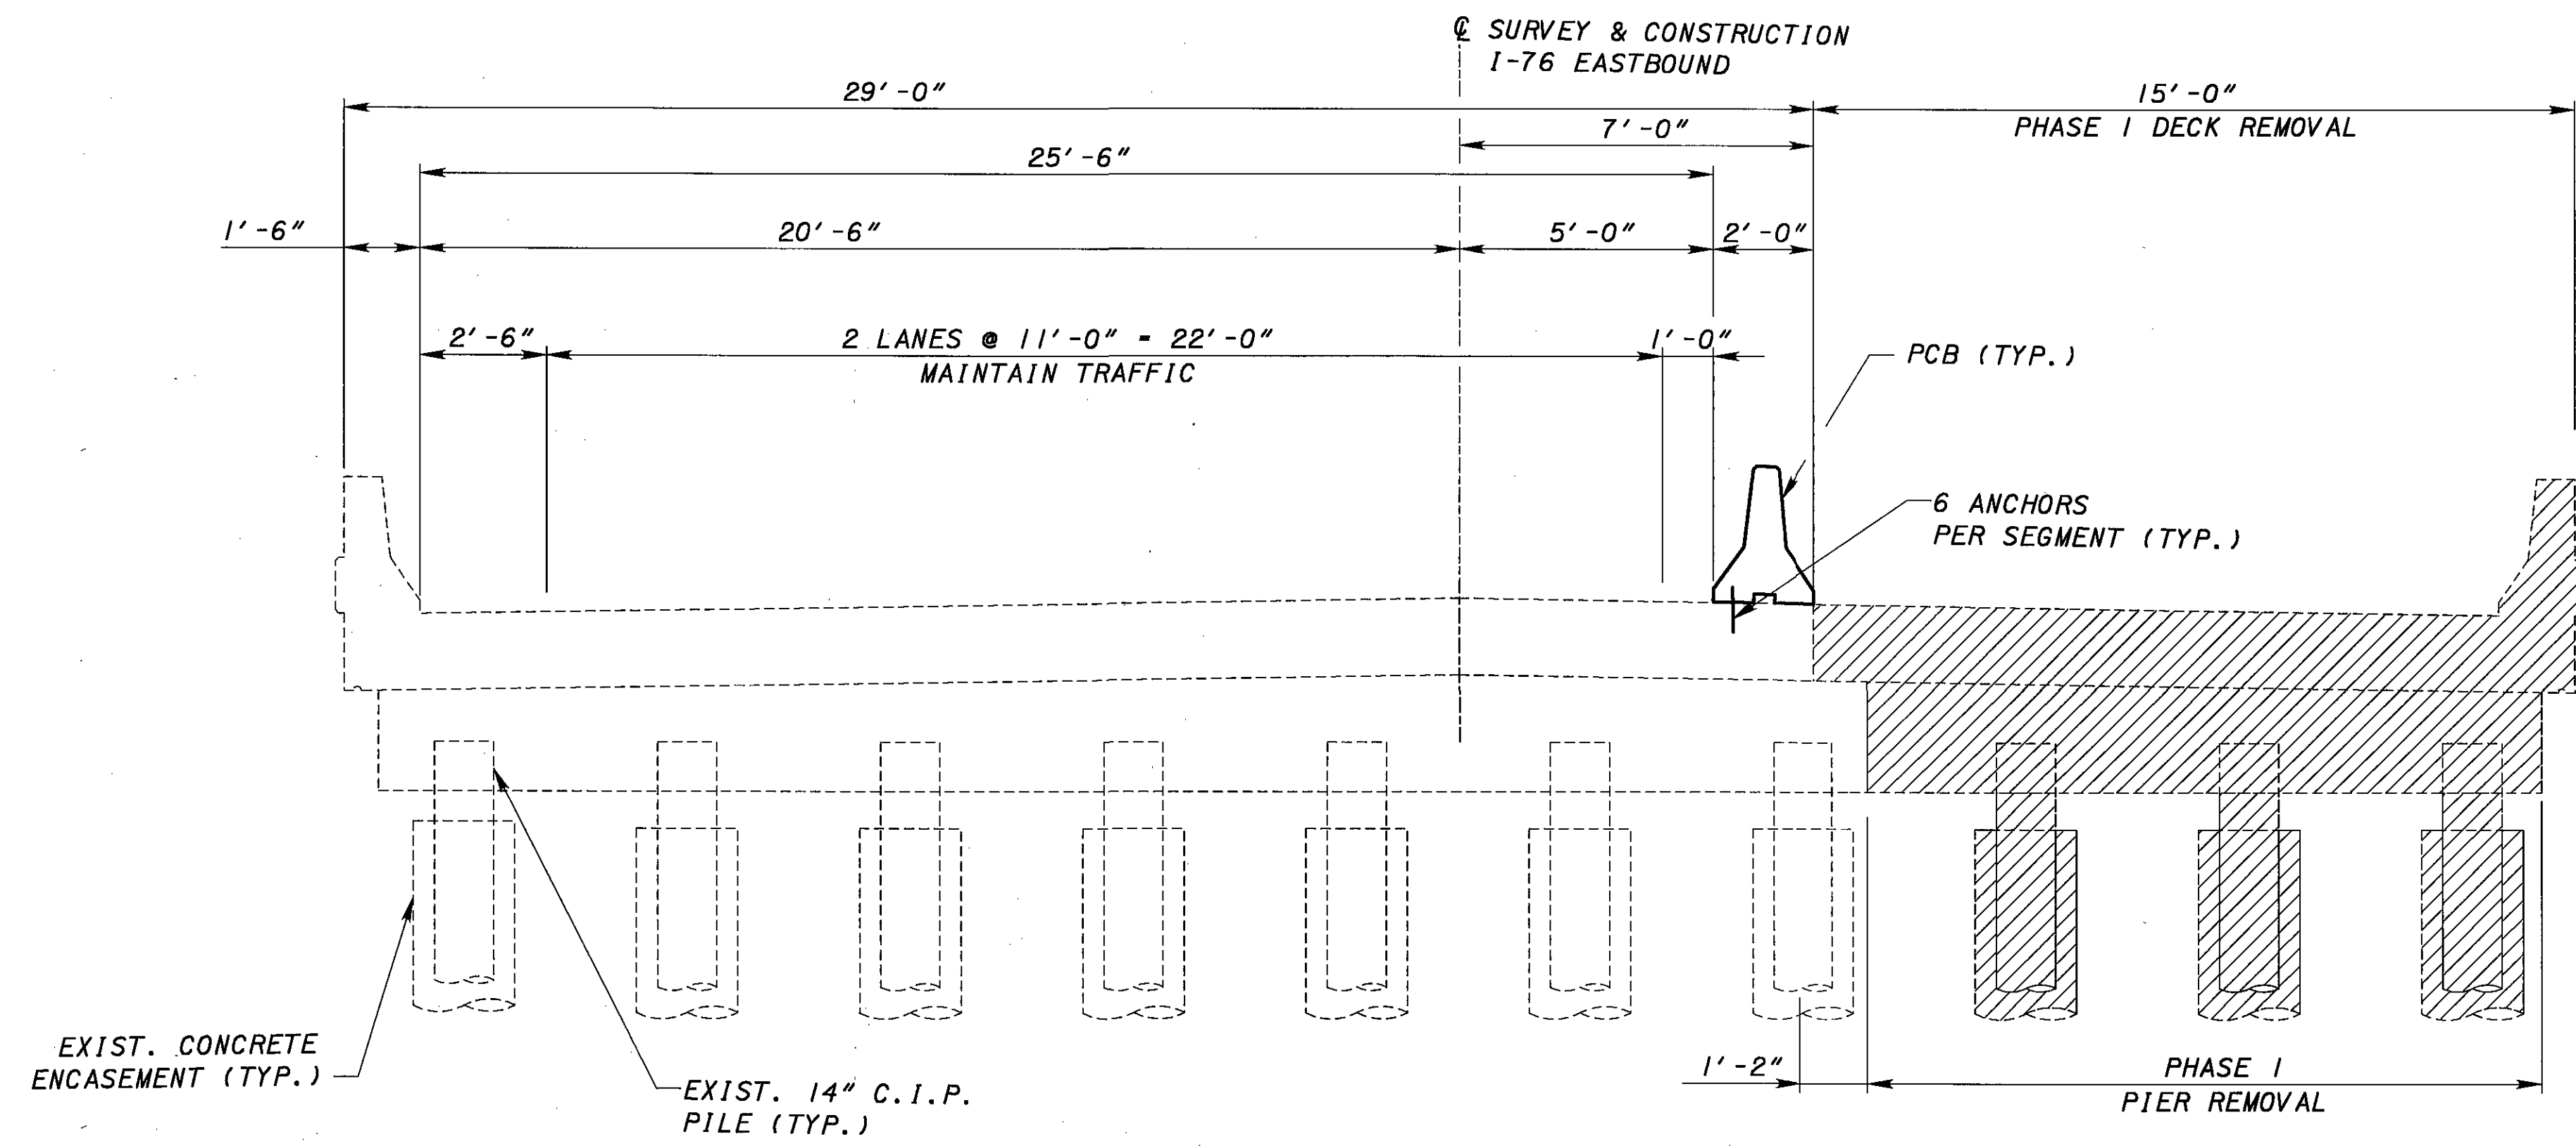 ℄ SURVEY & CONSTRUCTION
I-76 EASTBOUND
29'-0"
15'-0"
PHASE 1 DECK REMOVAL
7'-0"
25'-6"
1'-6"
20'-6"
5'-0"
2'-0"
2'-6"
2 LANES @ 11'-0" = 22'-0"
MAINTAIN TRAFFIC
1'-0"
PCB (TYP.)
6 ANCHORS
PER SEGMENT (TYP.)
EXIST. CONCRETE
ENCASEMENT (TYP.)
EXIST. 14" C.I.P.
PILE (TYP.)
1'-2"
PHASE 1
PIER REMOVAL